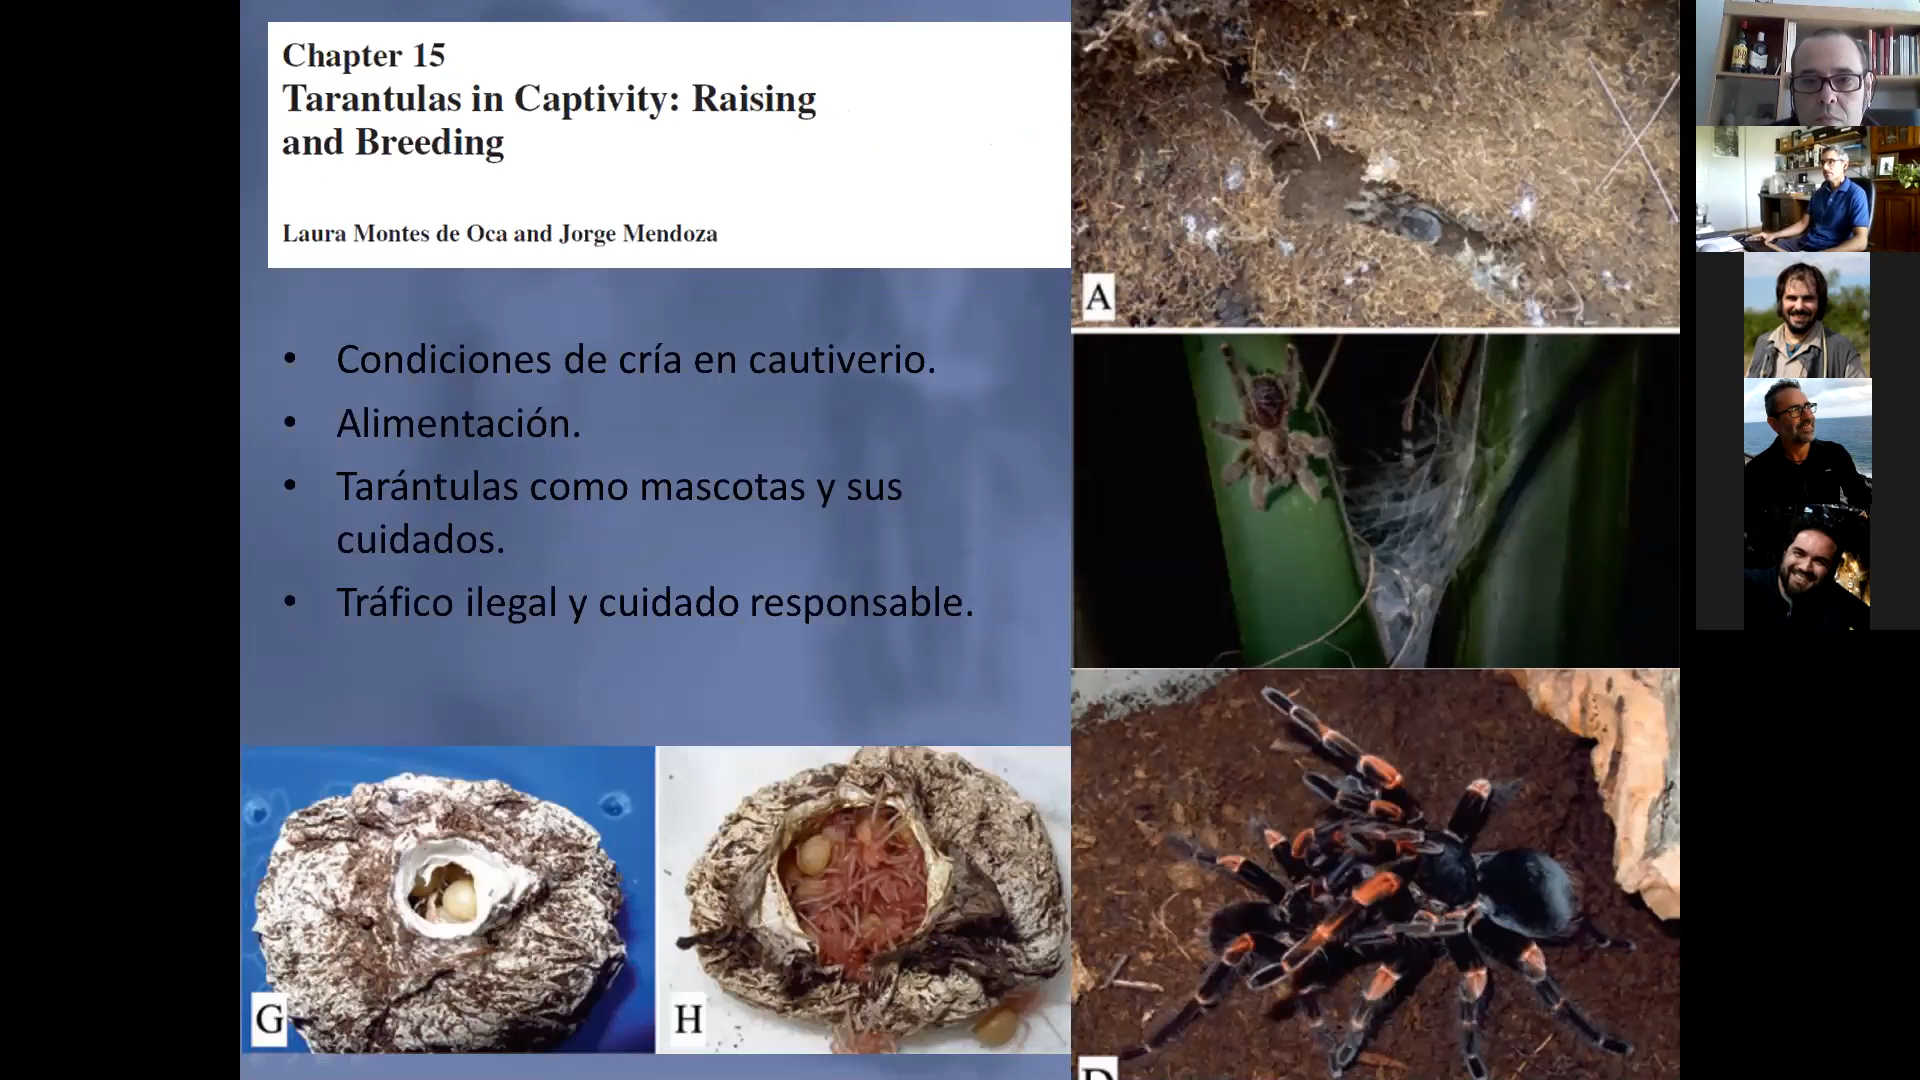 Chapter 15
Tarantulas in Captivity: Raising
and Breeding
Laura Montes de Oca and Jorge Mendoza
• Condiciones de cría en cautiverio.
• Alimentación.
• Tarántulas como mascotas y sus
cuidados.
• Tráfico ilegal y cuidado responsable.
A
G
H
D